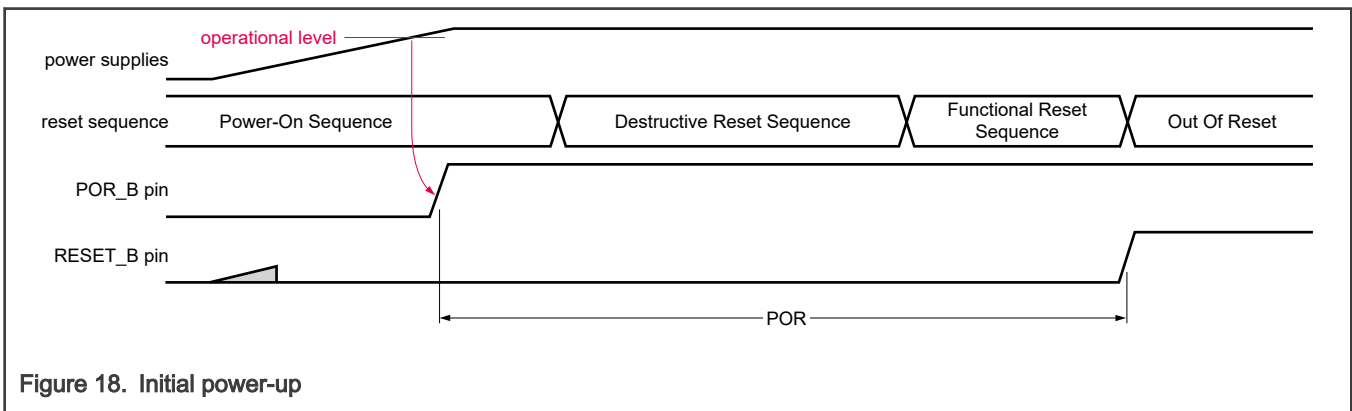 operational level
power supplies
reset sequence
Power-On Sequence
Destructive Reset Sequence
Functional Reset
Sequence
Out Of Reset
POR_B pin
RESET_B pin
POR
Figure 18. Initial power-up